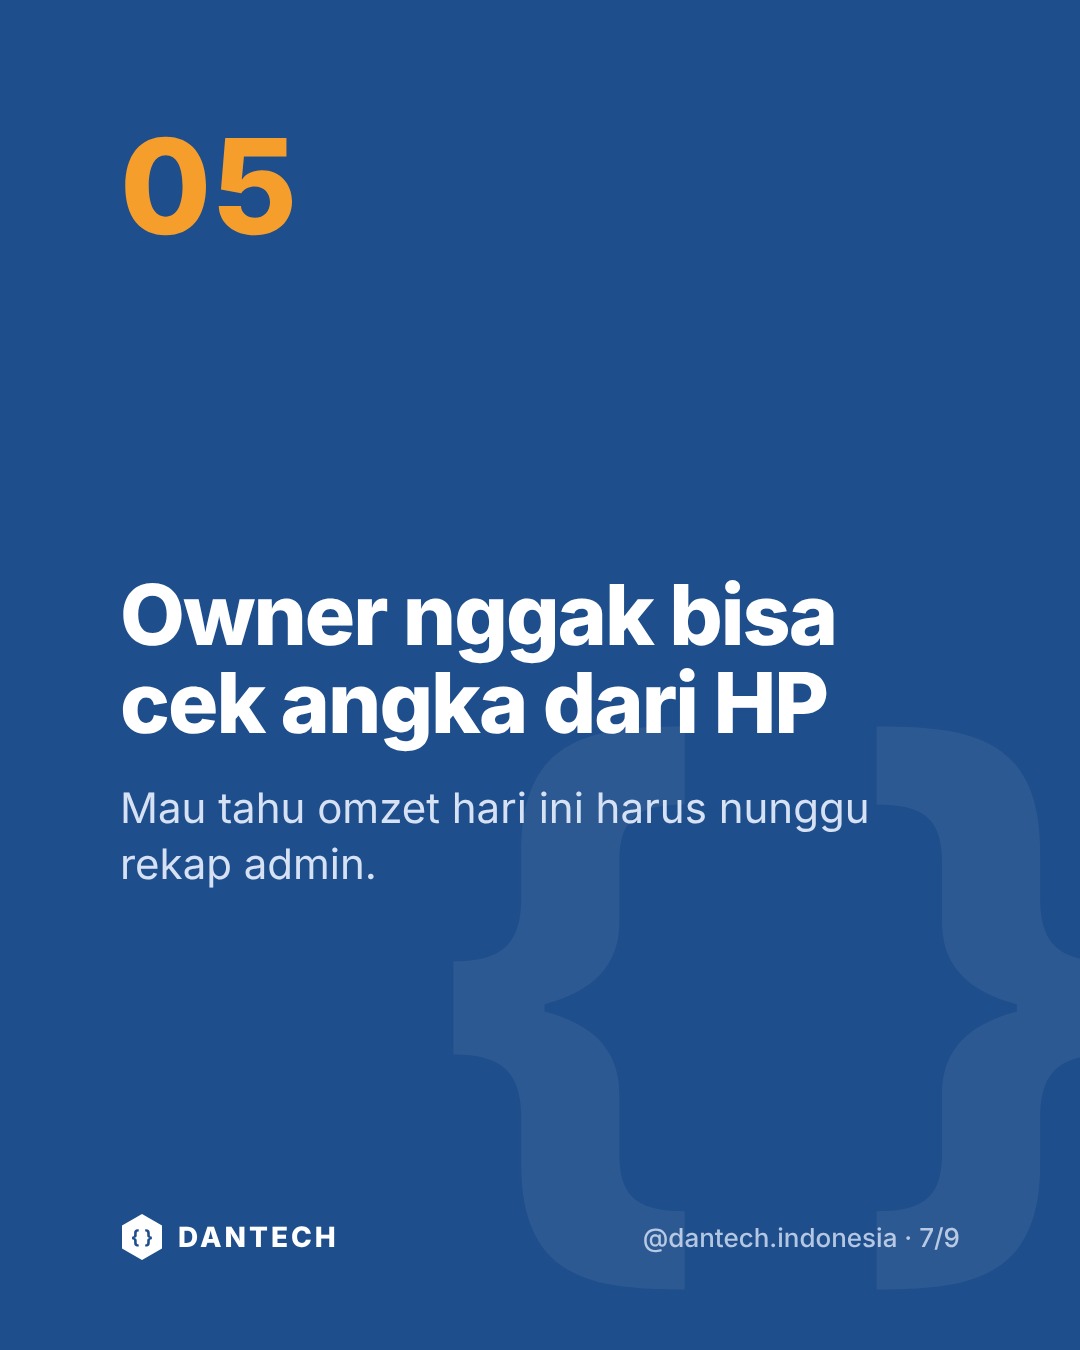 05
Owner nggak bisa
cek angka dari HP
Mau tahu omzet hari ini harus nunggu
rekap admin.
{} DANTECH
@dantech.indonesia · 7/9